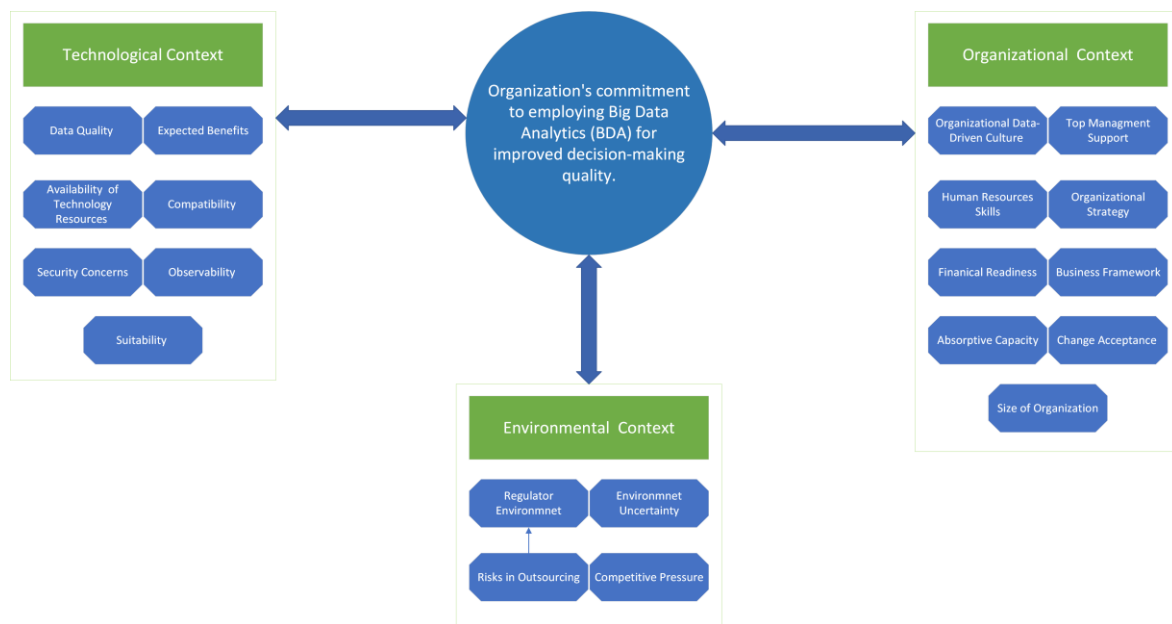 Technological Context
Data Quality
Expected Benefits
Availability of
Technology
Resources
Compatibility
Security Concerns
Observability
Suitability
Organization's commitment
to employing Big Data
Analytics (BDA) for
improved decision-making
quality.
Organizational Context
Organizational Data-
Driven Culture
Top Managment
Support
Human Resources
Skills
Organizational
Strategy
Finanical Readiness
Business Framework
Absorptive Capacity
Change Acceptance
Size of Organization
Environmental Context
Regulator
Environmnet
Environmnet
Uncertainty
Risks in Outsourcing
Competitive Pressure